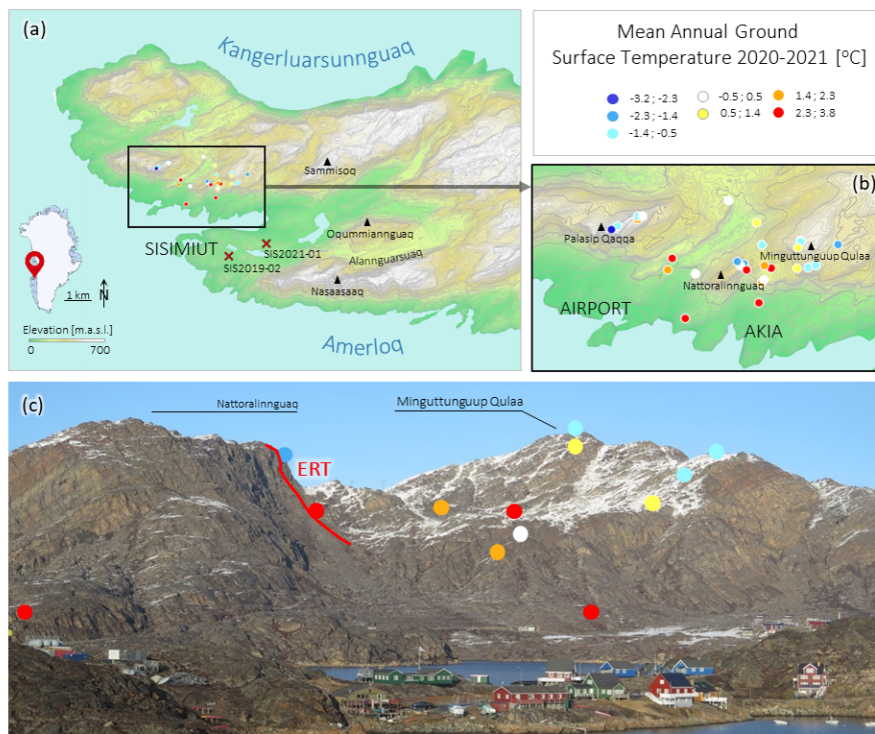 (a)
Kangerluarsunnguaq
Sammisoq
SISIMIUT
Oqummiannguaq
SIS2021-01
Alannguarsuaq
SIS2019-02
Nasaasaaq
1 km
N
Elevation [m.a.s.l.]
0
700
Amerloq
Mean Annual Ground
Surface Temperature 2020-2021 [°C]
-3.2 ; -2.3
-2.3 ; -1.4
-1.4 ; -0.5
-0.5 ; 0.5
0.5 ; 1.4
1.4 ; 2.3
2.3 ; 3.8
(b)
Palasip Qaqqa
Minguttunguup Qulaa
Nattoralinnguaq
AIRPORT
AKIA
(c)
Nattoralinnguaq
Minguttunguup Qulaa
ERT